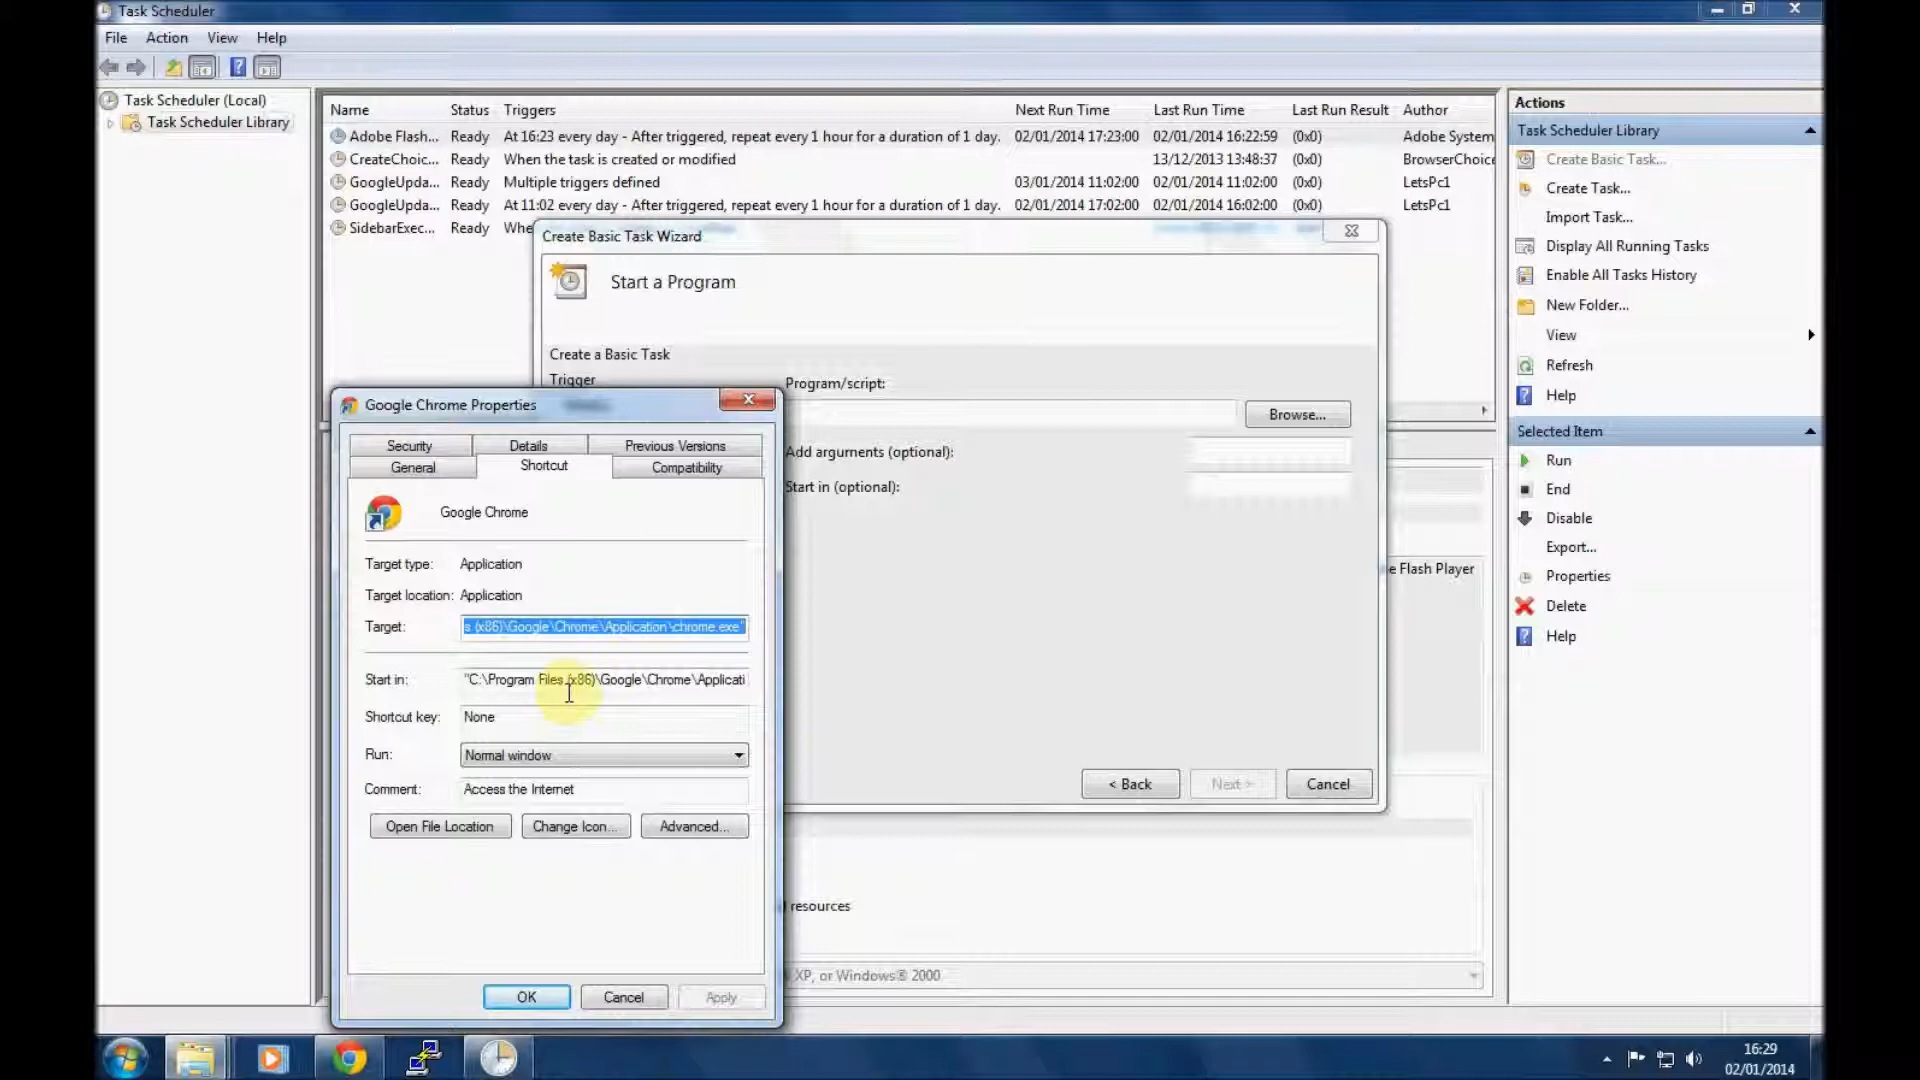 Task Scheduler
File Action View Help
Task Scheduler (Local)
Task Scheduler Library
Name Status Triggers Next Run Time Last Run Time Last Run Result Author
Adobe Flash... Ready At 16:23 every day - After triggered, repeat every 1 hour for a duration of 1 day. 02/01/2014 17:23:00 02/01/2014 16:22:59 (0x0) Adobe System
CreateChoic... Ready When the task is created or modified 13/12/2013 13:48:37 (0x0) BrowserChoice
GoogleUpda... Ready Multiple triggers defined 03/01/2014 11:02:00 02/01/2014 11:02:00 (0x0) LetsPc1
GoogleUpda... Ready At 11:02 every day - After triggered, repeat every 1 hour for a duration of 1 day. 02/01/2014 17:02:00 02/01/2014 16:02:00 (0x0) LetsPc1
SidebarExec... Ready Whe
Create Basic Task Wizard
Start a Program
Create a Basic Task
Trigger
Program/script:
Browse...
Add arguments (optional):
Start in (optional):
< Back Next > Cancel
Google Chrome Properties
Security Details Previous Versions
General Shortcut Compatibility
Google Chrome
Target type: Application
Target location: Application
Target: s (x86)\Google\Chrome\Application\chrome.exe"
Start in: "C:\Program Files (x86)\Google\Chrome\Applicati
Shortcut key: None
Run: Normal window
Comment: Access the Internet
Open File Location Change Icon... Advanced...
OK Cancel Apply
e Flash Player
resources
XP, or Windows® 2000
Actions
Task Scheduler Library
Create Basic Task...
Create Task...
Import Task...
Display All Running Tasks
Enable All Tasks History
New Folder...
View
Refresh
Help
Selected Item
Run
End
Disable
Export...
Properties
Delete
Help
16:29
02/01/2014